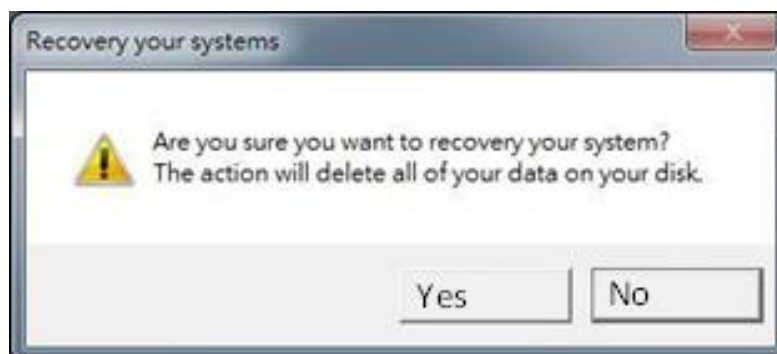 Recovery your systems
Are you sure you want to recovery your system?
The action will delete all of your data on your disk.
Yes
No